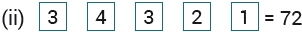 (ii) 3 4 3 2 1 = 72